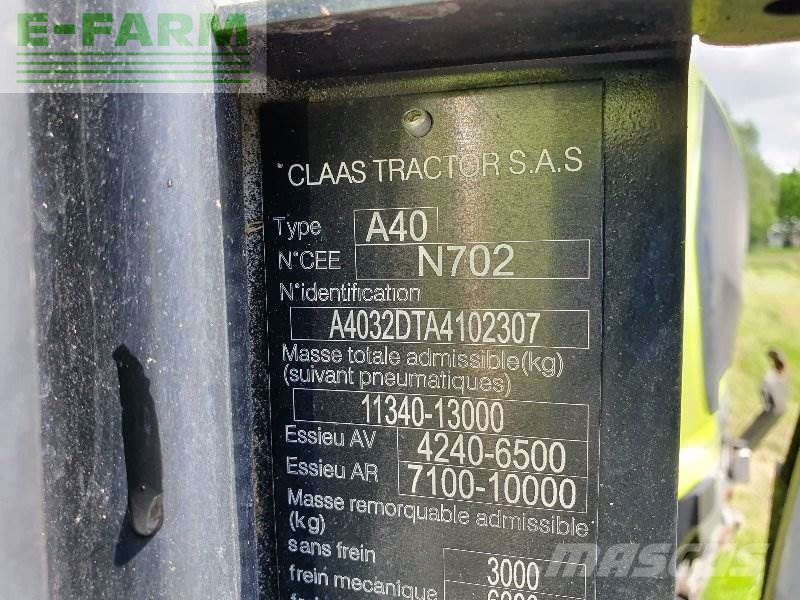 E-FARM
°CLAAS TRACTOR S.A.S
Type A40
N°CEE N702
N°identification
A4032DTA4102307
Masse totale admissible(kg)
(suivant pneumatiques)
11340-13000
Essieu AV 4240-6500
Essieu AR 7100-10000
Masse remorquable admissible
(kg)
sans frein 3000
frein mecanique
MASCUS